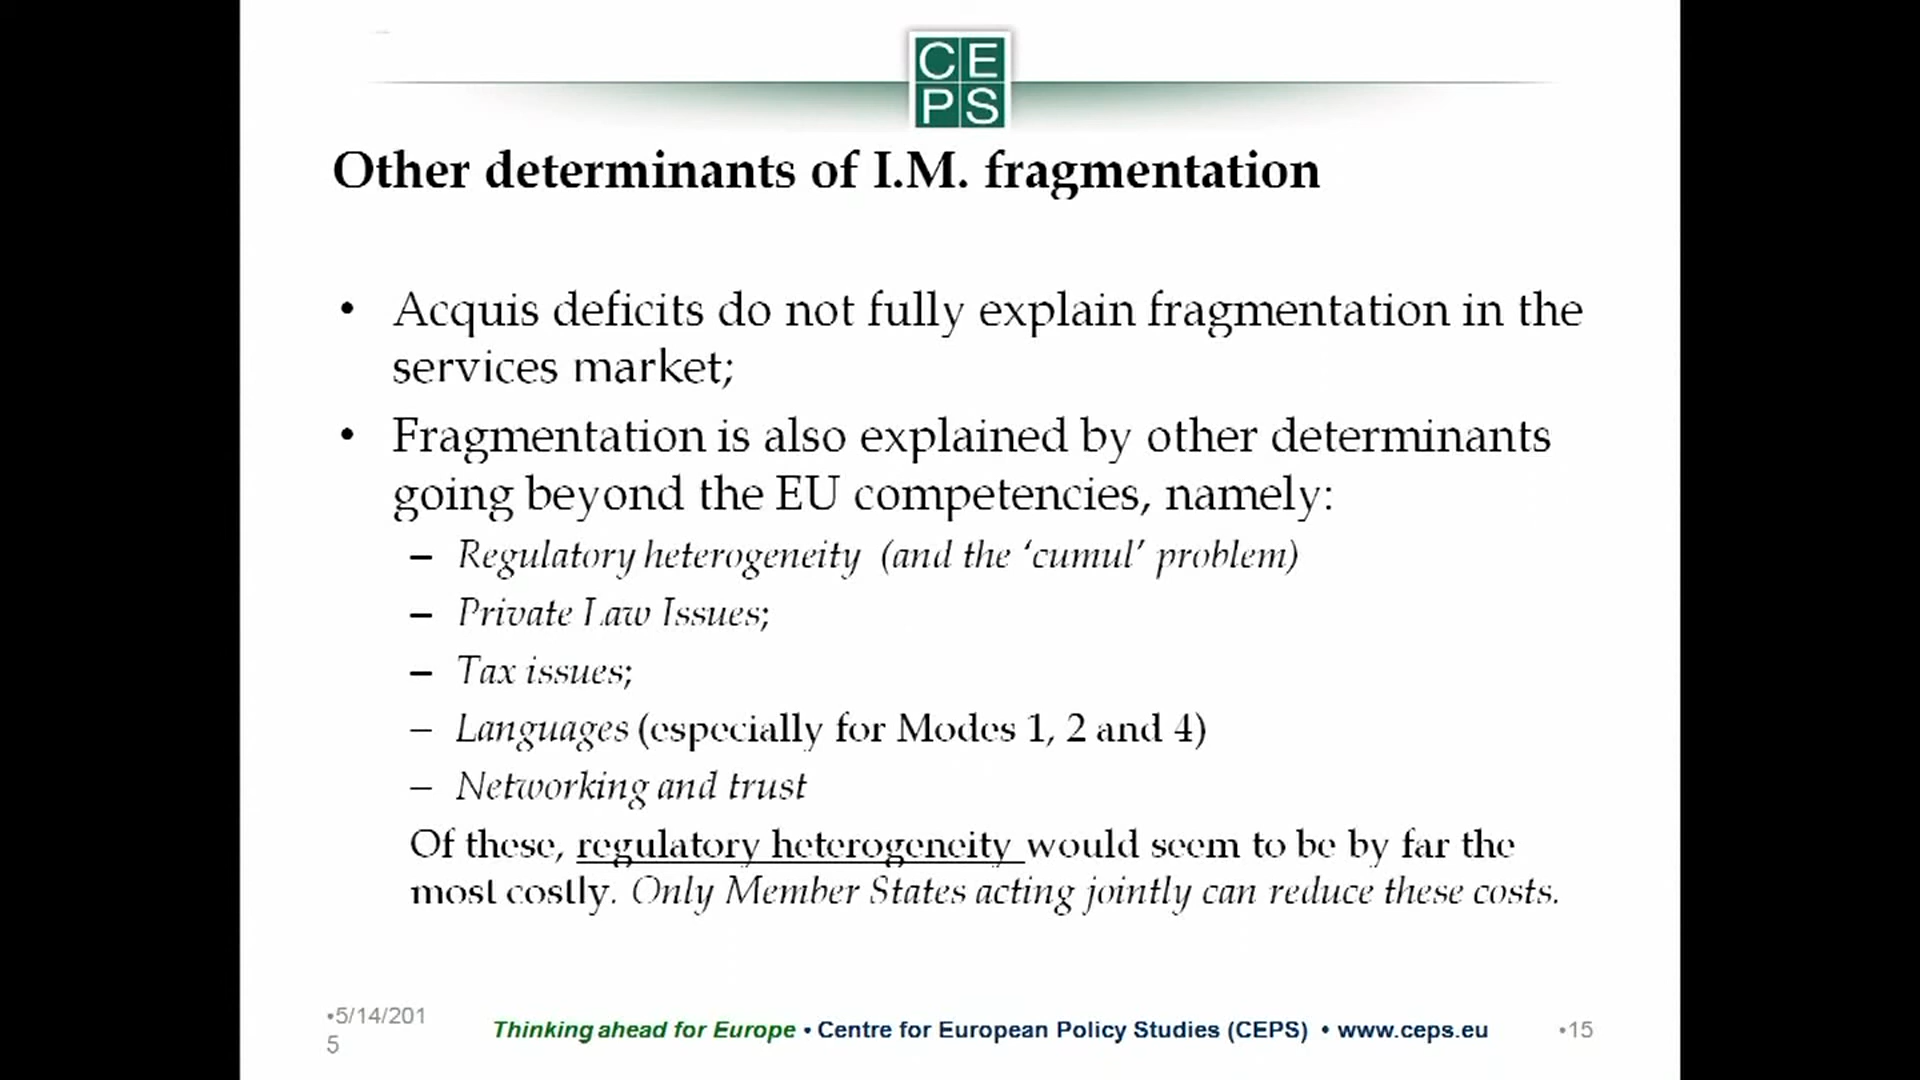 CE
PS
Other determinants of I.M. fragmentation
• Acquis deficits do not fully explain fragmentation in the
services market;
• Fragmentation is also explained by other determinants
going beyond the EU competencies, namely:
– Regulatory heterogeneity (and the ‘cumul’ problem)
– Private Law Issues;
– Tax issues;
– Languages (especially for Modes 1, 2 and 4)
– Networking and trust
Of these, regulatory heterogeneity would seem to be by far the
most costly. Only Member States acting jointly can reduce these costs.
•5/14/201
5
Thinking ahead for Europe • Centre for European Policy Studies (CEPS) • www.ceps.eu
•15